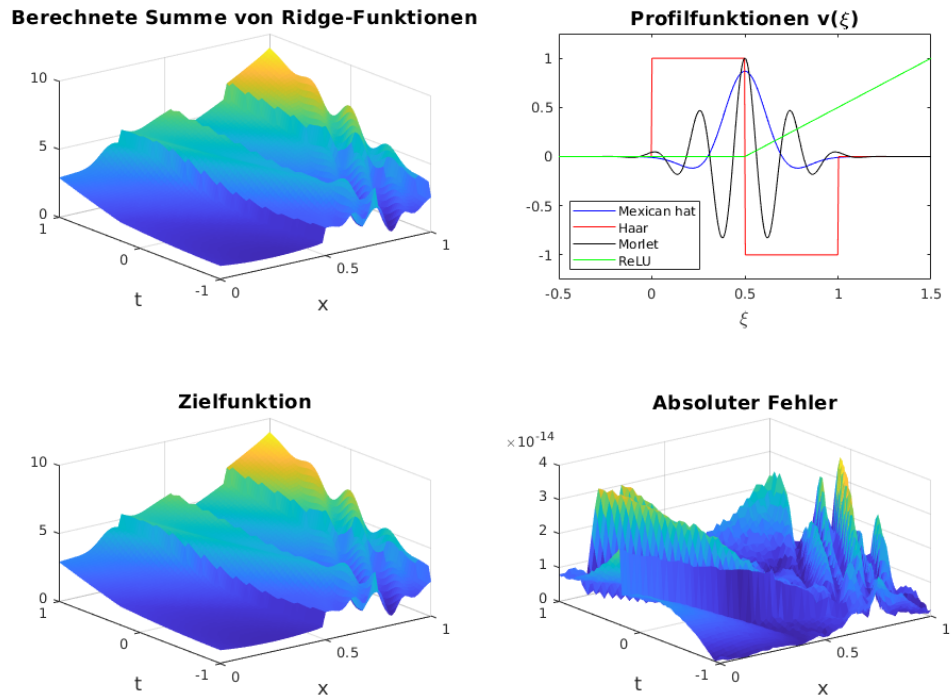 Berechnete Summe von Ridge-Funktionen
10
5
0
1
0
-1
t
0
0.5
1
x
Profilfunktionen v(ξ)
1
0.5
0
-0.5
-1
Mexican hat
Haar
Morlet
ReLU
-0.5
0
0.5
1
1.5
ξ
Zielfunktion
10
5
0
1
0
-1
t
0
0.5
1
x
Absoluter Fehler
×10-14
4
3
2
1
0
1
0
-1
t
0
0.5
1
x